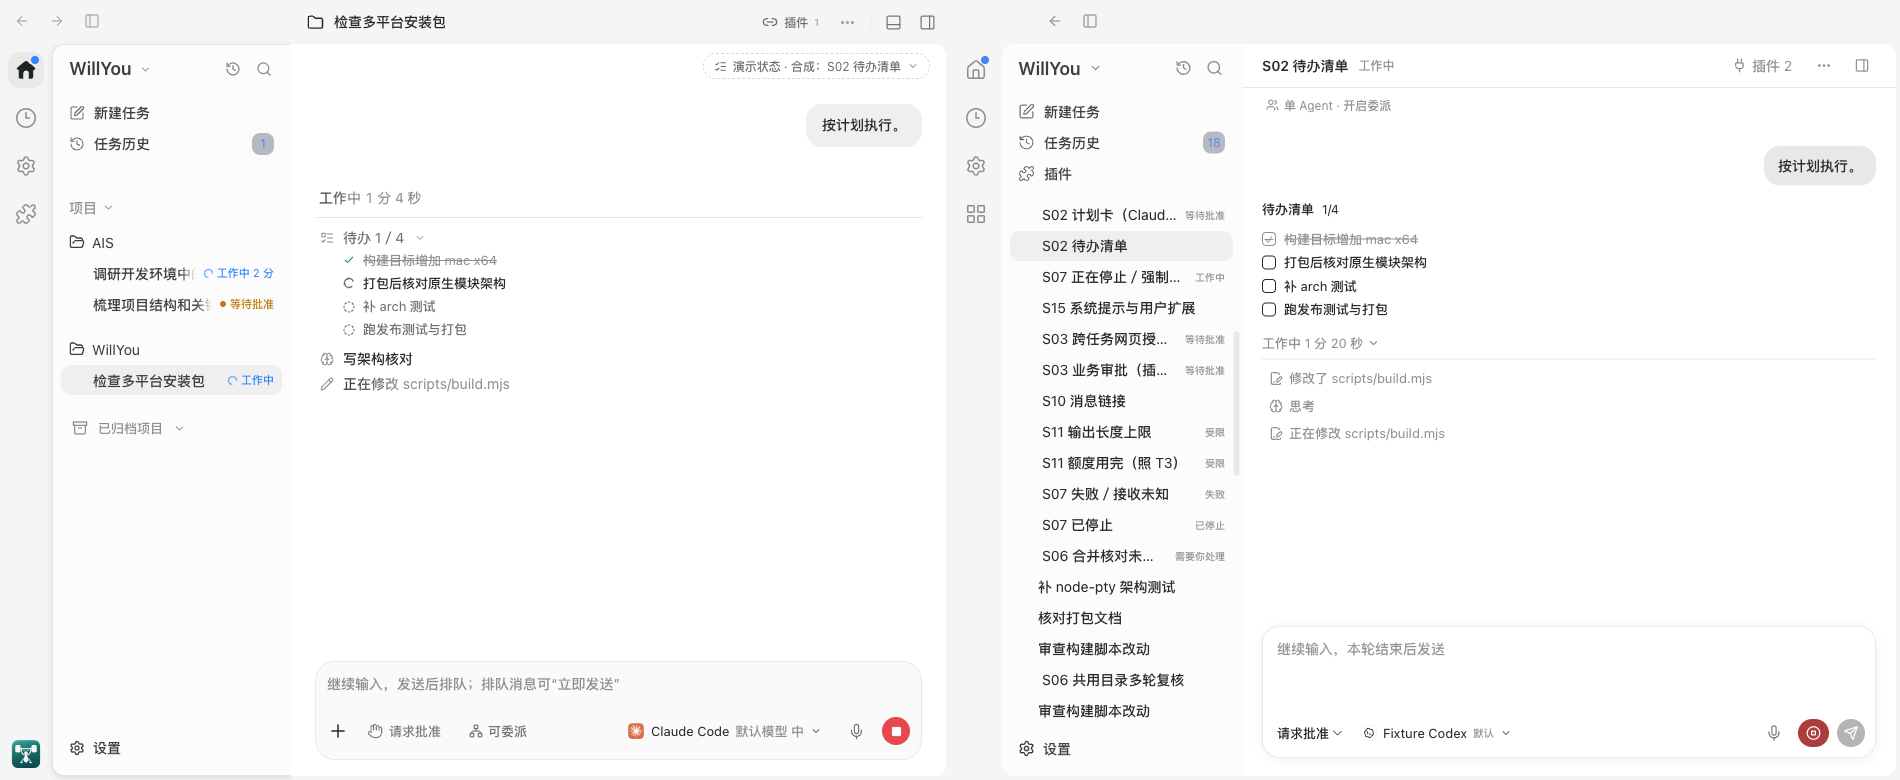 检查多平台安装包
插件 1
WillYou
新建任务
任务历史
1
项目
AIS
调研开发环境中
工作中 2 分
梳理项目结构和关
等待批准
WillYou
检查多平台安装包
工作中
已归档项目
设置
演示状态 · 合成：S02 待办清单
按计划执行。
工作中 1 分 4 秒
待办 1 / 4
构建目标增加 mac x64
打包后核对原生模块架构
补 arch 测试
跑发布测试与打包
写架构核对
正在修改 scripts/build.mjs
继续输入，发送后排队；排队消息可“立即发送”
请求批准
可委派
Claude Code 默认模型 中
WillYou
新建任务
任务历史
18
插件
S02 计划卡（Claud...
等待批准
S02 待办清单
S07 正在停止 / 强制...
工作中
S15 系统提示与用户扩展
S03 跨任务网页授...
等待批准
S03 业务审批（插...
等待批准
S10 消息链接
S11 输出长度上限
受限
S11 额度用完（照 T3）
受限
S07 失败 / 接收未知
失败
S07 已停止
已停止
S06 合并核对未...
需要你处理
补 node-pty 架构测试
核对打包文档
审查构建脚本改动
S06 共用目录多轮复核
审查构建脚本改动
设置
S02 待办清单 工作中
插件 2
单 Agent · 开启委派
按计划执行。
待办清单 1/4
构建目标增加 mac x64
打包后核对原生模块架构
补 arch 测试
跑发布测试与打包
工作中 1 分 20 秒
修改了 scripts/build.mjs
思考
正在修改 scripts/build.mjs
继续输入，本轮结束后发送
请求批准
Fixture Codex 默认